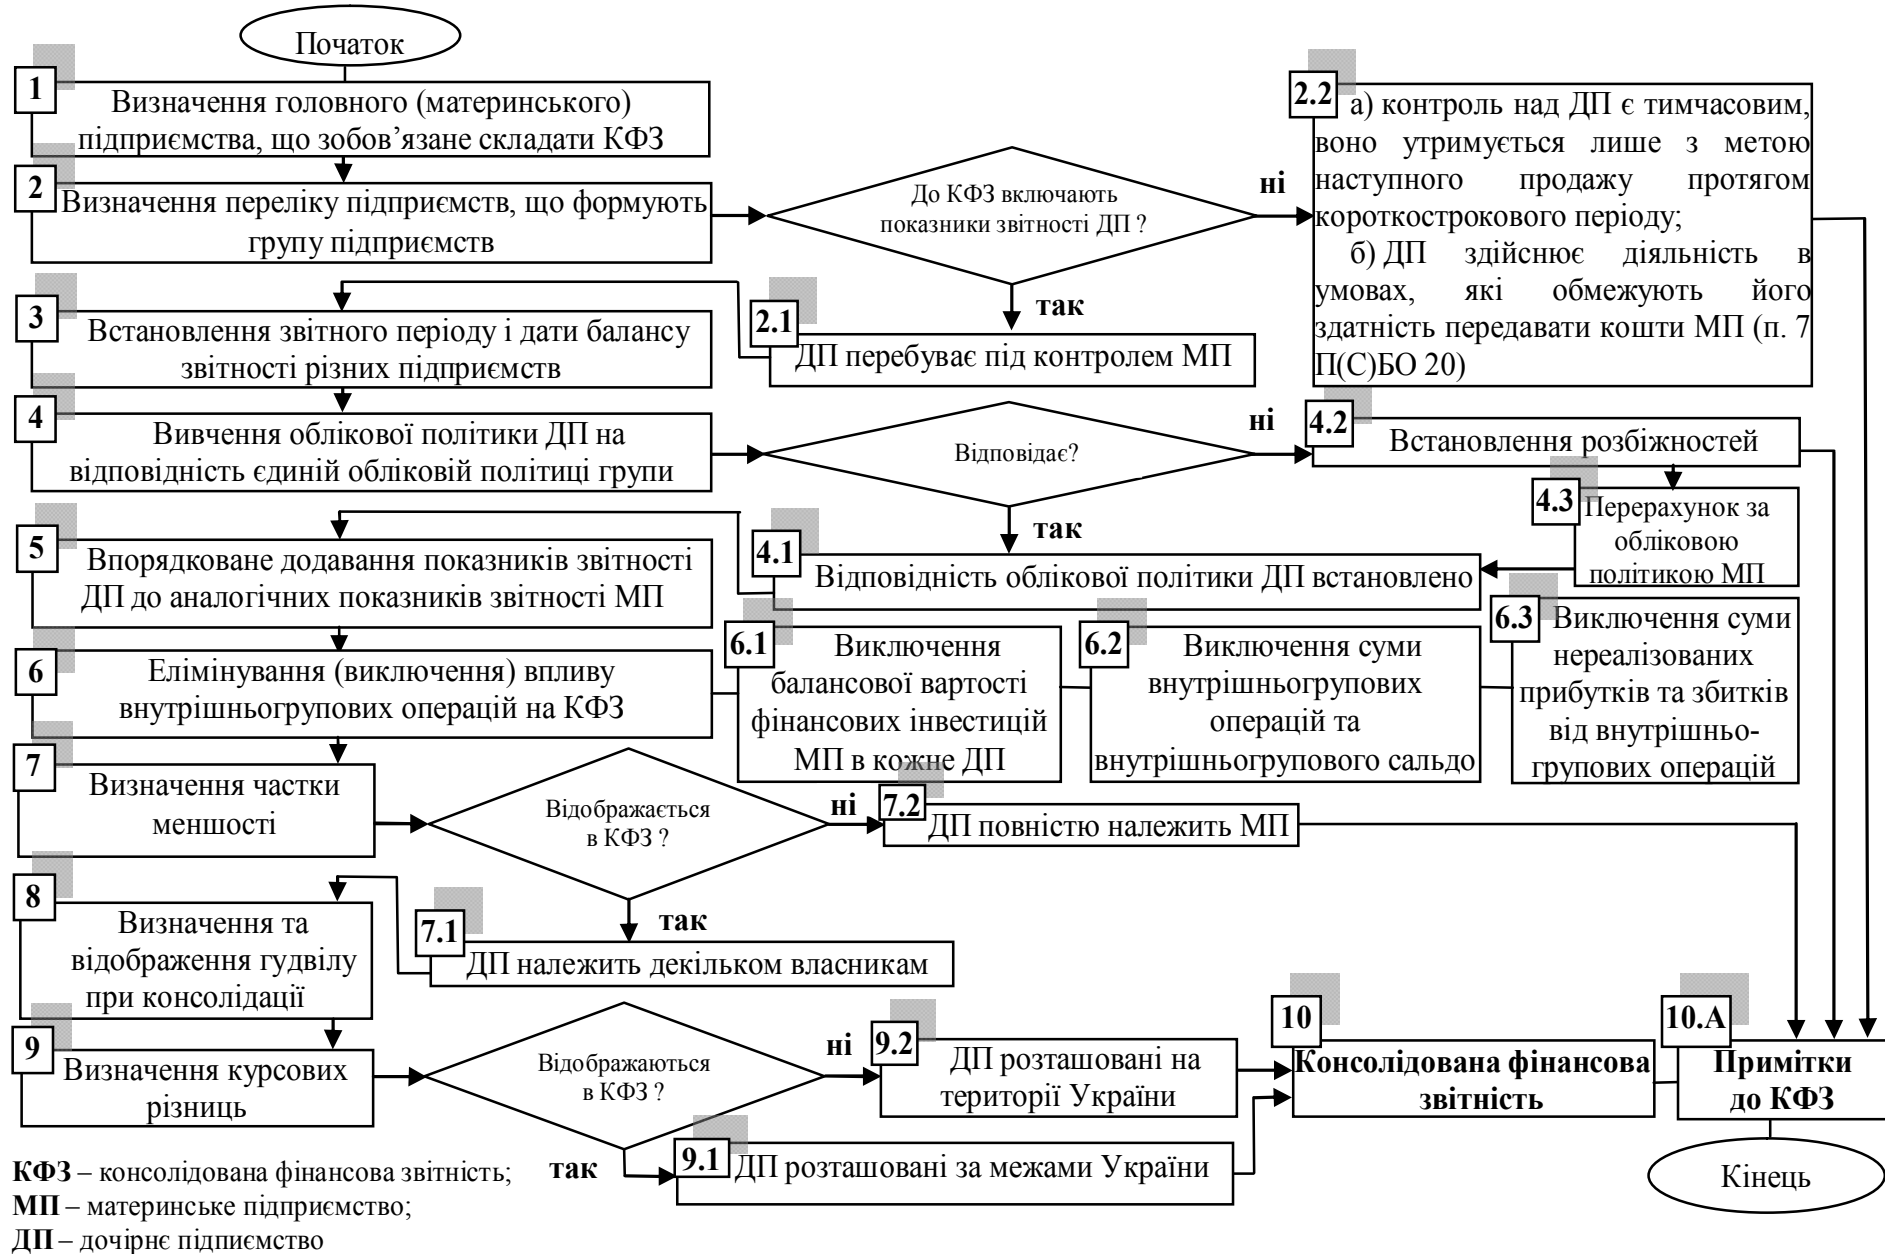 Початок
1
Визначення головного (материнського)
підприємства, що зобов’язане складати КФЗ
2
Визначення переліку підприємств, що формують
групу підприємств
До КФЗ включають
показники звітності ДП ?
ні
2.2
а) контроль над ДП є тимчасовим,
воно утримується лише з метою
наступного продажу протягом
короткострокового періоду;
б) ДП здійснює діяльність в
умовах, які обмежують його
здатність передавати кошти МП (п. 7
П(С)БО 20)
так
2.1
ДП перебуває під контролем МП
3
Встановлення звітного періоду і дати балансу
звітності різних підприємств
4
Вивчення облікової політики ДП на
відповідність єдиній обліковій політиці групи
Відповідає?
ні
4.2
Встановлення розбіжностей
4.3
Перерахунок за
обліковою
політикою МП
так
4.1
Відповідність облікової політики ДП встановлено
5
Впорядковане додавання показників звітності
ДП до аналогічних показників звітності МП
6
Елімінування (виключення) впливу
внутрішньогрупових операцій на КФЗ
6.1
Виключення
балансової вартості
фінансових інвестицій
МП в кожне ДП
6.2
Виключення суми
внутрішньогрупових
операцій та
внутрішньогрупового сальдо
6.3
Виключення суми
нереалізованих
прибутків та збитків
від внутрішньо-
групових операцій
7
Визначення частки
меншості
Відображається
в КФЗ ?
ні
7.2
ДП повністю належить МП
так
7.1
ДП належить декільком власникам
8
Визначення та
відображення гудвілу
при консолідації
9
Визначення курсових
різниць
Відображаються
в КФЗ ?
ні
9.2
ДП розташовані на
території України
так
9.1
ДП розташовані за межами України
10
Консолідована фінансова
звітність
10.А
Примітки
до КФЗ
Кінець
КФЗ – консолідована фінансова звітність;
МП – материнське підприємство;
ДП – дочірнє підпиємство